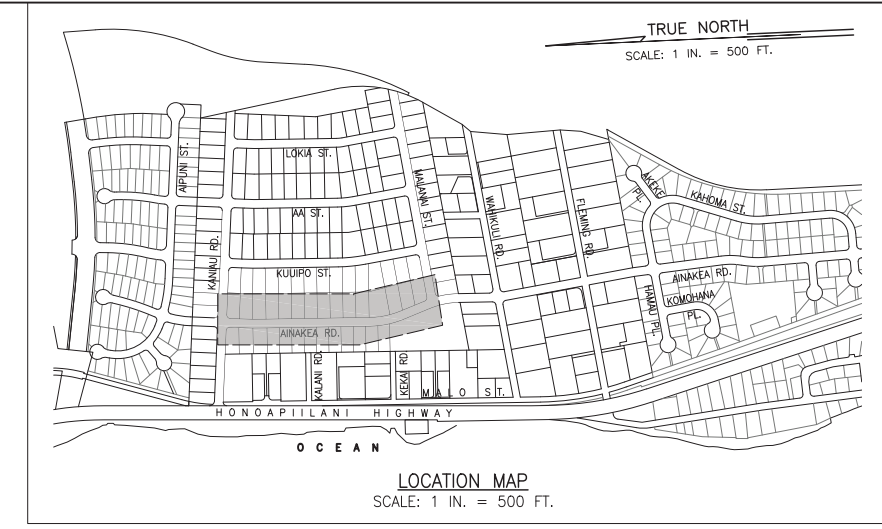 TRUE NORTH
SCALE: 1 IN. = 500 FT.
LOKIA ST.
AIPUNI ST.
AA ST.
KANIAU RD.
KUUIPO ST.
MALANAI ST.
WAHIKULI RD.
FLEMING RD.
AKEKE PL.
KAHOMA ST.
AINAKEA RD.
HAMAU PL.
KOMOHANA PL.
AINAKEA RD.
KALANI RD.
KEKAI RD
MALO ST.
HONOAPIILANI HIGHWAY
OCEAN
LOCATION MAP
SCALE: 1 IN. = 500 FT.